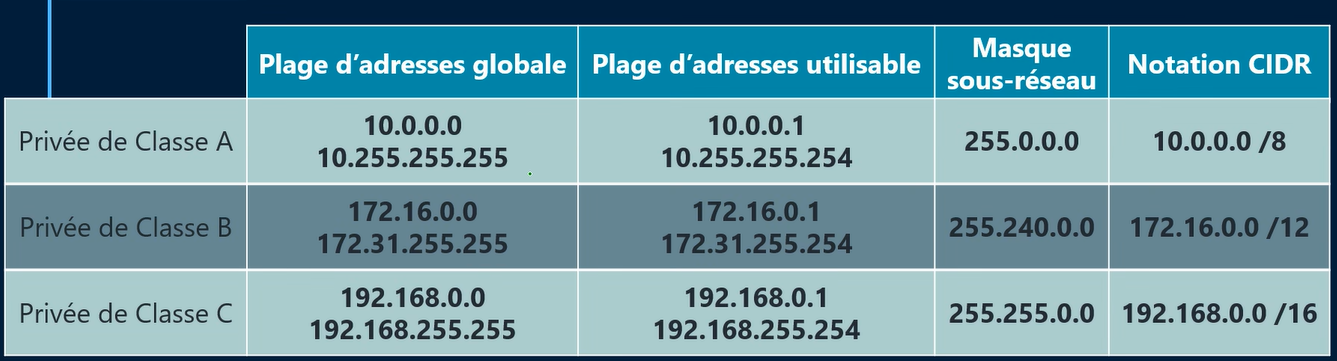 Plage d’adresses globale
Plage d’adresses utilisable
Masque
sous-réseau
Notation CIDR
Privée de Classe A
10.0.0.0
10.255.255.255
10.0.0.1
10.255.255.254
255.0.0.0
10.0.0.0 /8
Privée de Classe B
172.16.0.0
172.31.255.255
172.16.0.1
172.31.255.254
255.240.0.0
172.16.0.0 /12
Privée de Classe C
192.168.0.0
192.168.255.255
192.168.0.1
192.168.255.254
255.255.0.0
192.168.0.0 /16